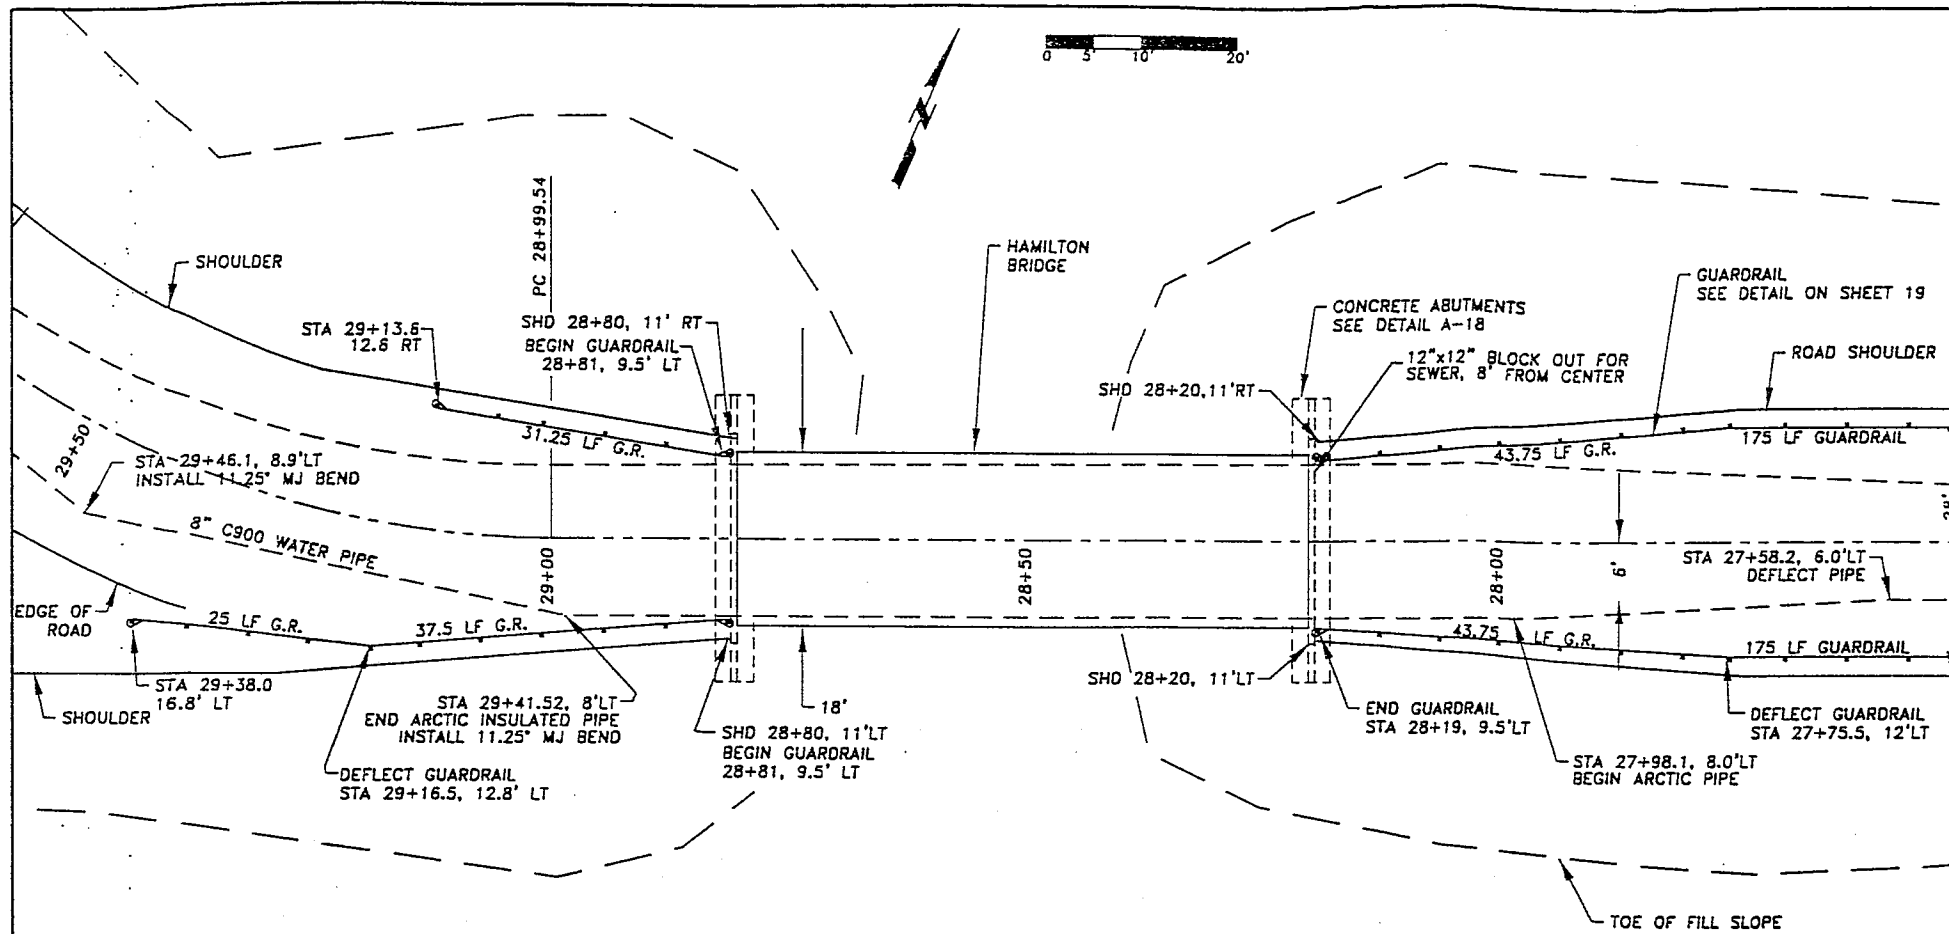 0 5' 10' 20'
N
PC 28+99.54
SHOULDER
STA 29+13.6
12.6 RT
SHD 28+80, 11' RT
BEGIN GUARDRAIL
28+81, 9.5' LT
HAMILTON
BRIDGE
GUARDRAIL
SEE DETAIL ON SHEET 19
CONCRETE ABUTMENTS
SEE DETAIL A-18
12"x12" BLOCK OUT FOR
SEWER, 8' FROM CENTER
ROAD SHOULDER
SHD 28+20,11'RT
31.25 LF G.R.
43.75 LF G.R.
175 LF GUARDRAIL
29+50
STA 29+46.1, 8.9'LT
INSTALL 11.25° MJ BEND
8" C900 WATER PIPE
29+00
28+50
28+00
6'
STA 27+58.2, 6.0'LT
DEFLECT PIPE
EDGE OF
ROAD
25 LF G.R.
37.5 LF G.R.
43.75 LF G.R.
175 LF GUARDRAIL
STA 29+38.0
16.8' LT
SHOULDER
STA 29+41.52, 8'LT
END ARCTIC INSULATED PIPE
INSTALL 11.25° MJ BEND
18'
SHD 28+80, 11'LT
BEGIN GUARDRAIL
28+81, 9.5' LT
SHD 28+20, 11'LT
END GUARDRAIL
STA 28+19, 9.5'LT
DEFLECT GUARDRAIL
STA 27+75.5, 12'LT
STA 27+98.1, 8.0'LT
BEGIN ARCTIC PIPE
DEFLECT GUARDRAIL
STA 29+16.5, 12.8' LT
TOE OF FILL SLOPE